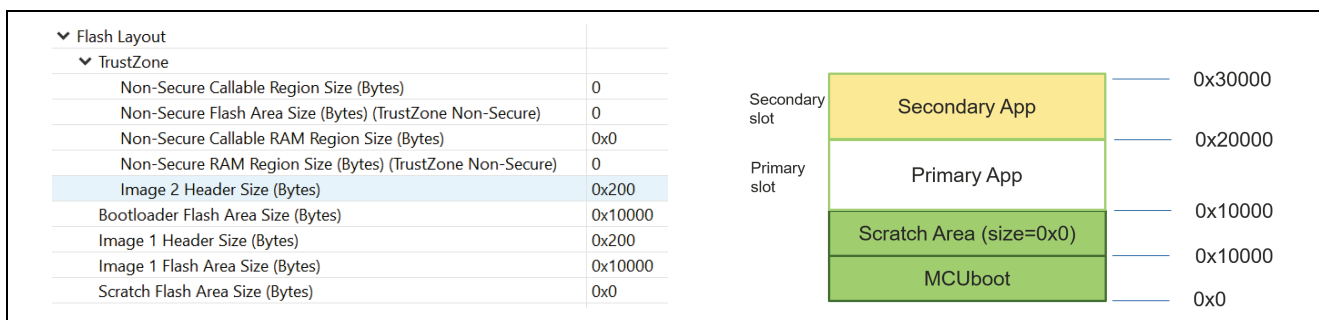 Flash Layout
TrustZone
Non-Secure Callable Region Size (Bytes) 0
Non-Secure Flash Area Size (Bytes) (TrustZone Non-Secure) 0
Non-Secure Callable RAM Region Size (Bytes) 0x0
Non-Secure RAM Region Size (Bytes) (TrustZone Non-Secure) 0
Image 2 Header Size (Bytes) 0x200
Bootloader Flash Area Size (Bytes) 0x10000
Image 1 Header Size (Bytes) 0x200
Image 1 Flash Area Size (Bytes) 0x10000
Scratch Flash Area Size (Bytes) 0x0
0x30000
Secondary
slot
Secondary App
0x20000
Primary
slot
Primary App
0x10000
Scratch Area (size=0x0)
0x10000
MCUboot
0x0